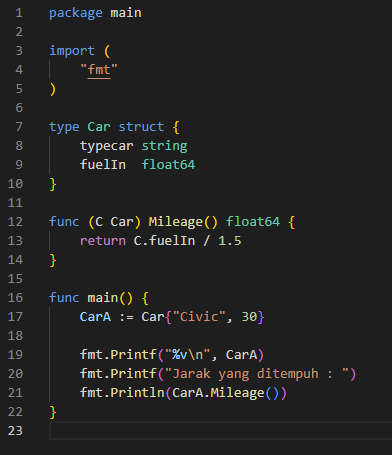 1 package main
2
3 import (
4     "fmt"
5 )
6
7 type Car struct {
8     typecar string
9     fuelIn  float64
10 }
11
12 func (C Car) Mileage() float64 {
13     return C.fuelIn / 1.5
14 }
15
16 func main() {
17     CarA := Car{"Civic", 30}
18
19     fmt.Printf("%v\n", CarA)
20     fmt.Printf("Jarak yang ditempuh : ")
21     fmt.Println(CarA.Mileage())
22 }
23